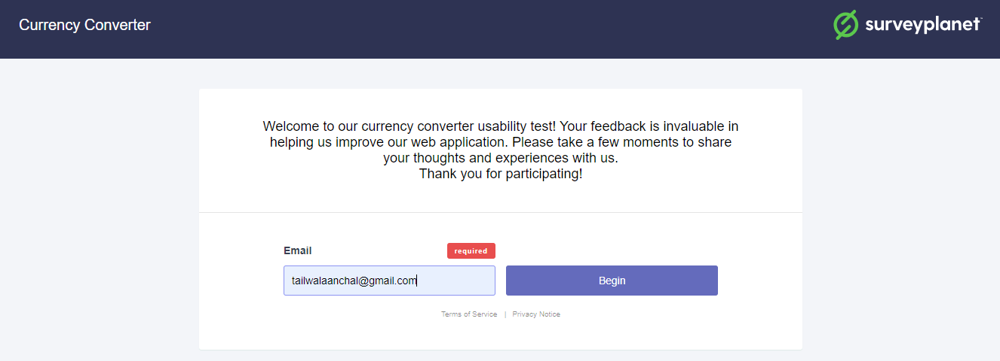 Currency Converter
surveyplanet
Welcome to our currency converter usability test! Your feedback is invaluable in
helping us improve our web application. Please take a few moments to share
your thoughts and experiences with us.
Thank you for participating!
Email
required
tailwalaanchal@gmail.com
Begin
Terms of Service | Privacy Notice